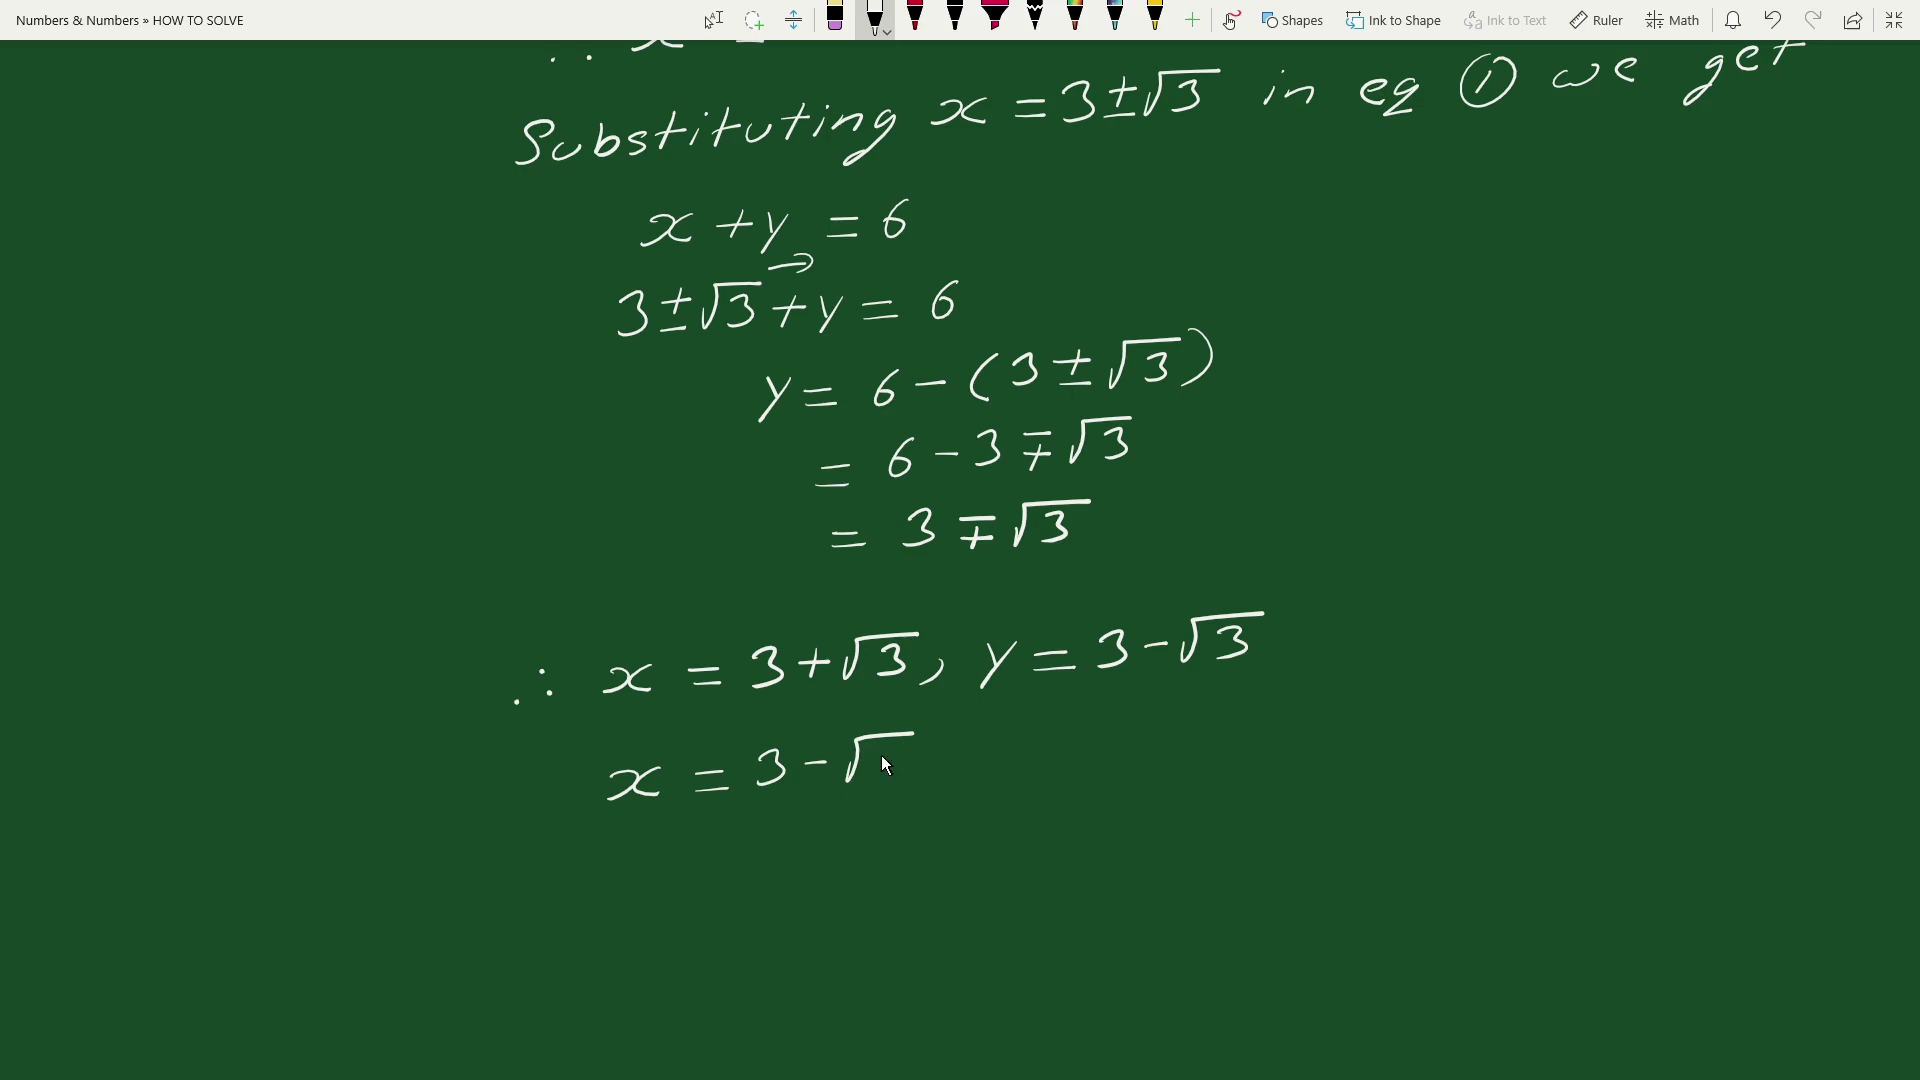 Numbers & Numbers » HOW TO SOLVE Shapes Ink to Shape Ink to Text Ruler Math
∴ x =
Substituting x = 3±√3 in eq ① we get
x + y = 6
3±√3 + y = 6
y = 6 - (3±√3)
= 6 - 3 ∓ √3
= 3 ∓ √3
∴ x = 3+√3, y = 3-√3
x = 3-√